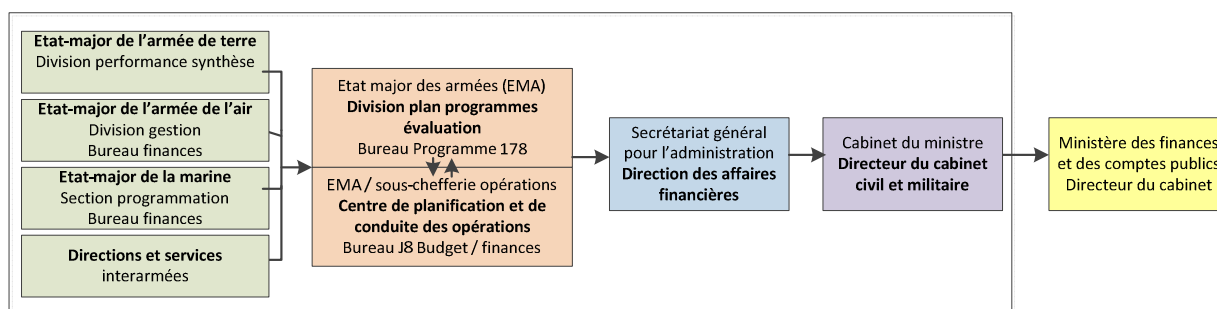 Etat-major de l'armée de terre
Division performance synthèse
Etat-major de l'armée de l'air
Division gestion
Bureau finances
Etat-major de la marine
Section programmation
Bureau finances
Directions et services
interarmées
Etat major des armées (EMA)
Division plan programmes
évaluation
Bureau Programme 178
EMA / sous-chefferie opérations
Centre de planification et de
conduite des opérations
Bureau J8 Budget / finances
Secrétariat général
pour l'administration
Direction des affaires
financières
Cabinet du ministre
Directeur du cabinet
civil et militaire
Ministère des finances
et des comptes publics
Directeur du cabinet